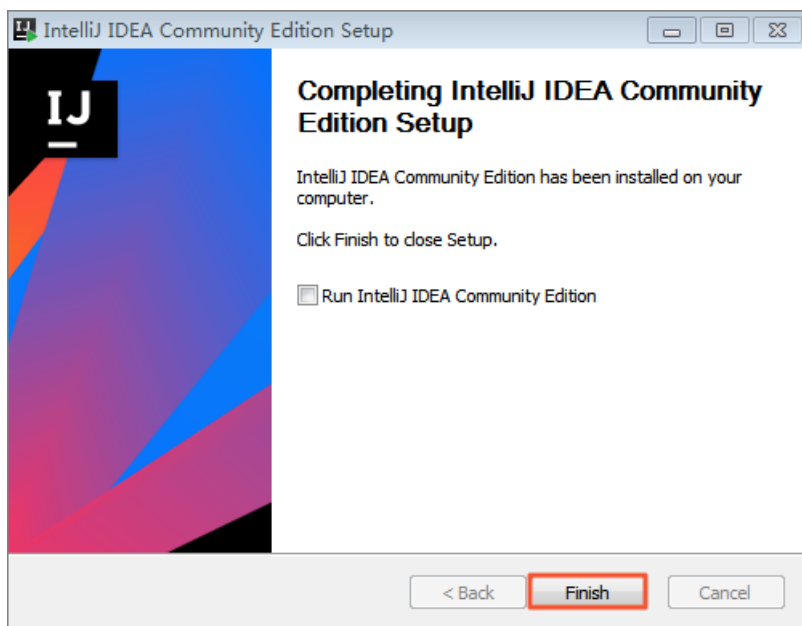 IntelliJ IDEA Community Edition Setup
IJ
Completing IntelliJ IDEA Community
Edition Setup
IntelliJ IDEA Community Edition has been installed on your
computer.
Click Finish to close Setup.
Run IntelliJ IDEA Community Edition
< Back
Finish
Cancel